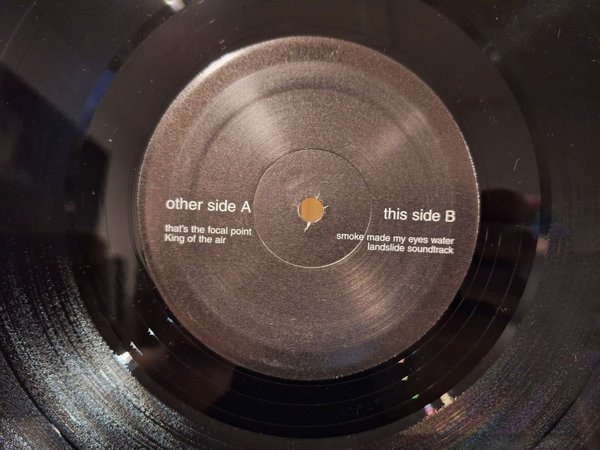 other side A
that's the focal point
King of the air
this side B
smoke made my eyes water
landslide soundtrack